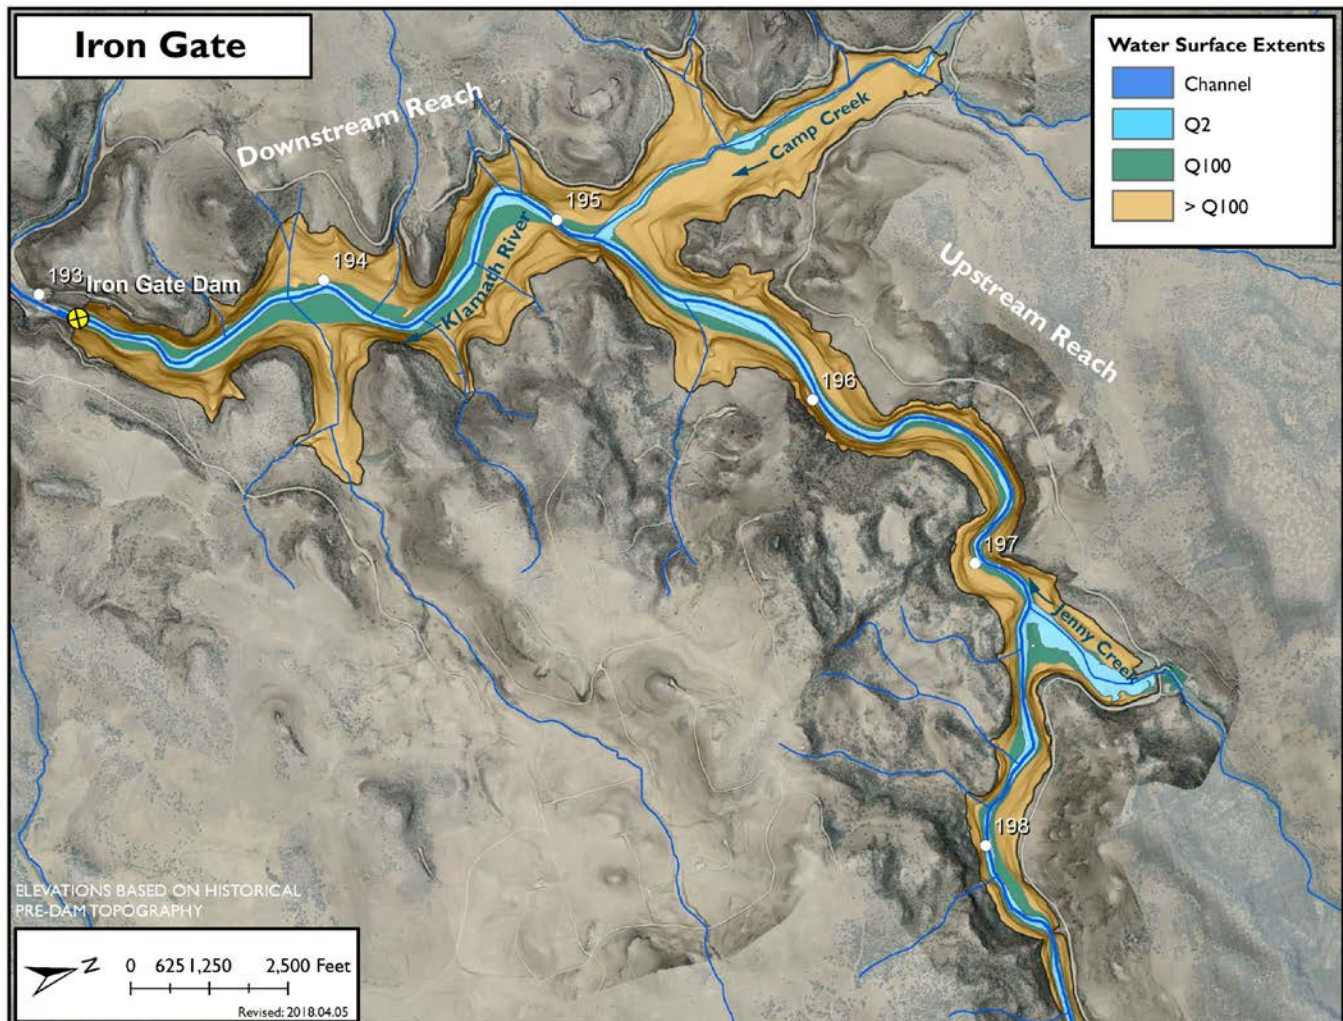 Iron Gate
Water Surface Extents
Channel
Q2
Q100
> Q100
Downstream Reach
Camp Creek
195
Upstream Reach
194
193
Iron Gate Dam
Klamath River
196
197
Jenny Creek
198
ELEVATIONS BASED ON HISTORICAL
PRE-DAM TOPOGRAPHY
Z
0 625 1,250 2,500 Feet
Revised: 2018.04.05